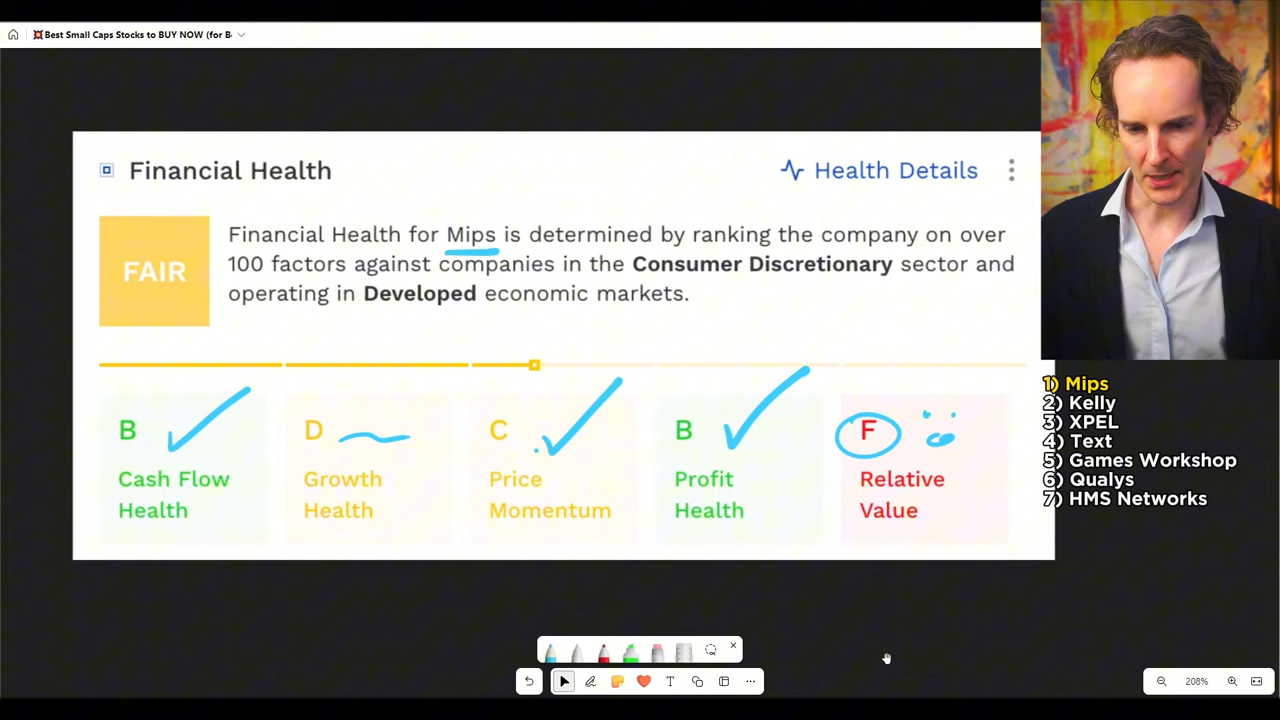 Best Small Caps Stocks to BUY NOW (for B
Financial Health
Health Details
FAIR
Financial Health for Mips is determined by ranking the company on over
100 factors against companies in the Consumer Discretionary sector and
operating in Developed economic markets.
B
Cash Flow
Health
D
Growth
Health
C
Price
Momentum
B
Profit
Health
F
Relative
Value
1) Mips
2) Kelly
3) XPEL
4) Text
5) Games Workshop
6) Qualys
7) HMS Networks
T
208%